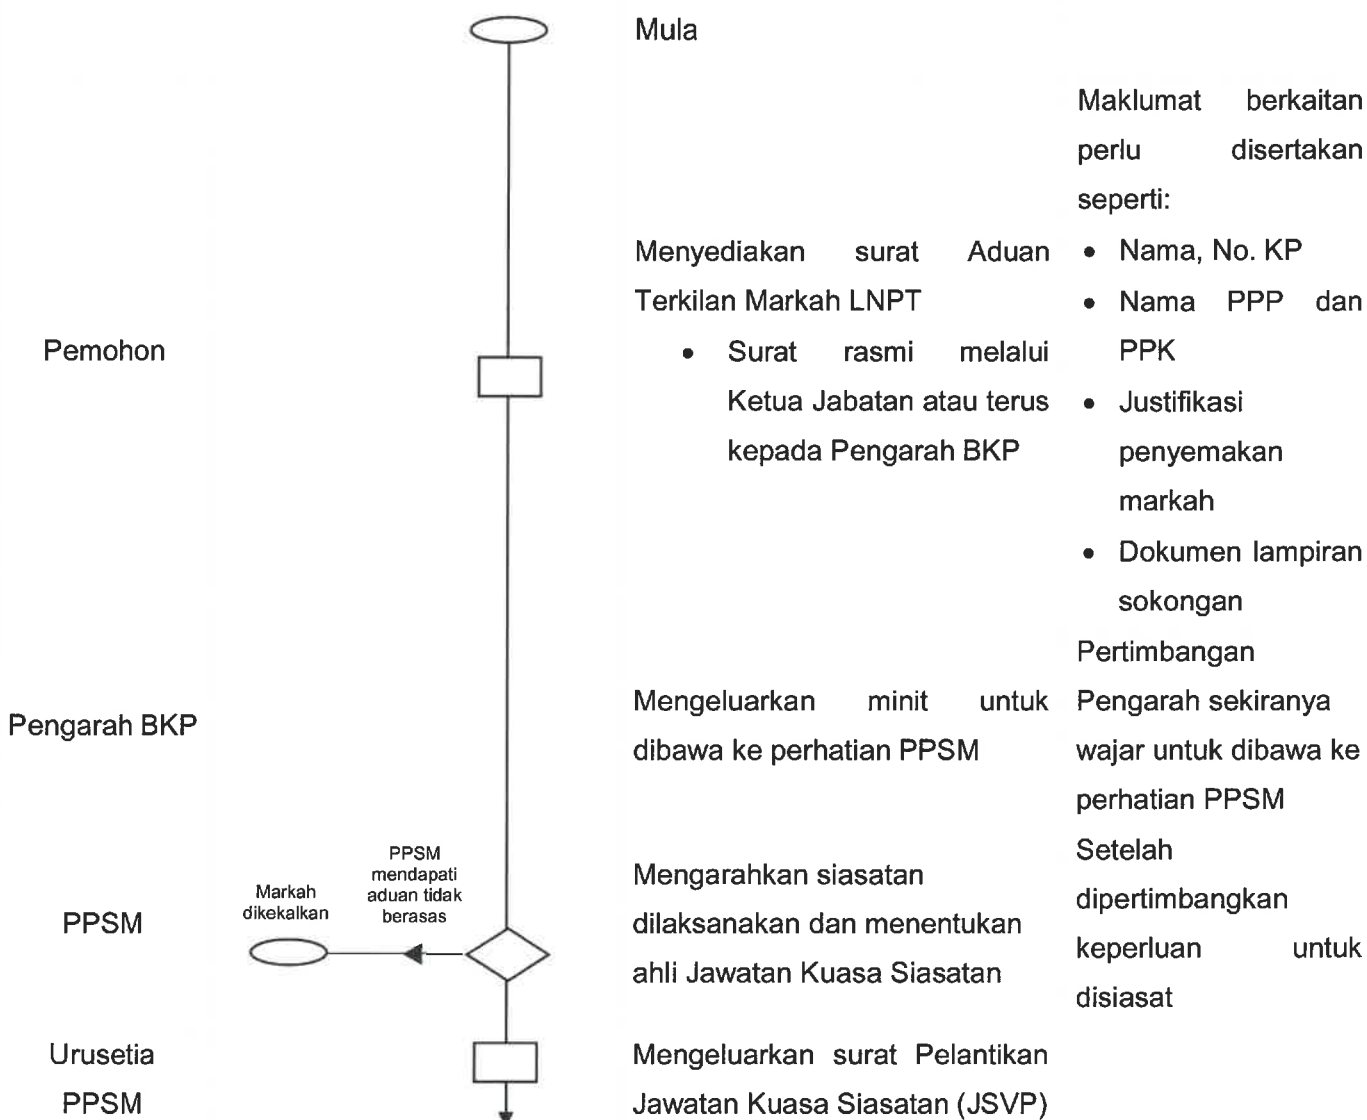 Mula
Pemohon
Menyediakan surat Aduan
Terkilan Markah LNPT
• Surat rasmi melalui
Ketua Jabatan atau terus
kepada Pengarah BKP
Maklumat berkaitan
perlu disertakan
seperti:
• Nama, No. KP
• Nama PPP dan
PPK
• Justifikasi
penyemakan
markah
• Dokumen lampiran
sokongan
Pengarah BKP
Mengeluarkan minit untuk
dibawa ke perhatian PPSM
Pertimbangan
Pengarah sekiranya
wajar untuk dibawa ke
perhatian PPSM
PPSM
Markah
dikekalkan
PPSM
mendapati
aduan tidak
berasas
Mengarahkan siasatan
dilaksanakan dan menentukan
ahli Jawatan Kuasa Siasatan
Setelah
dipertimbangkan
keperluan untuk
disiasat
Urusetia
PPSM
Mengeluarkan surat Pelantikan
Jawatan Kuasa Siasatan (JSVP)